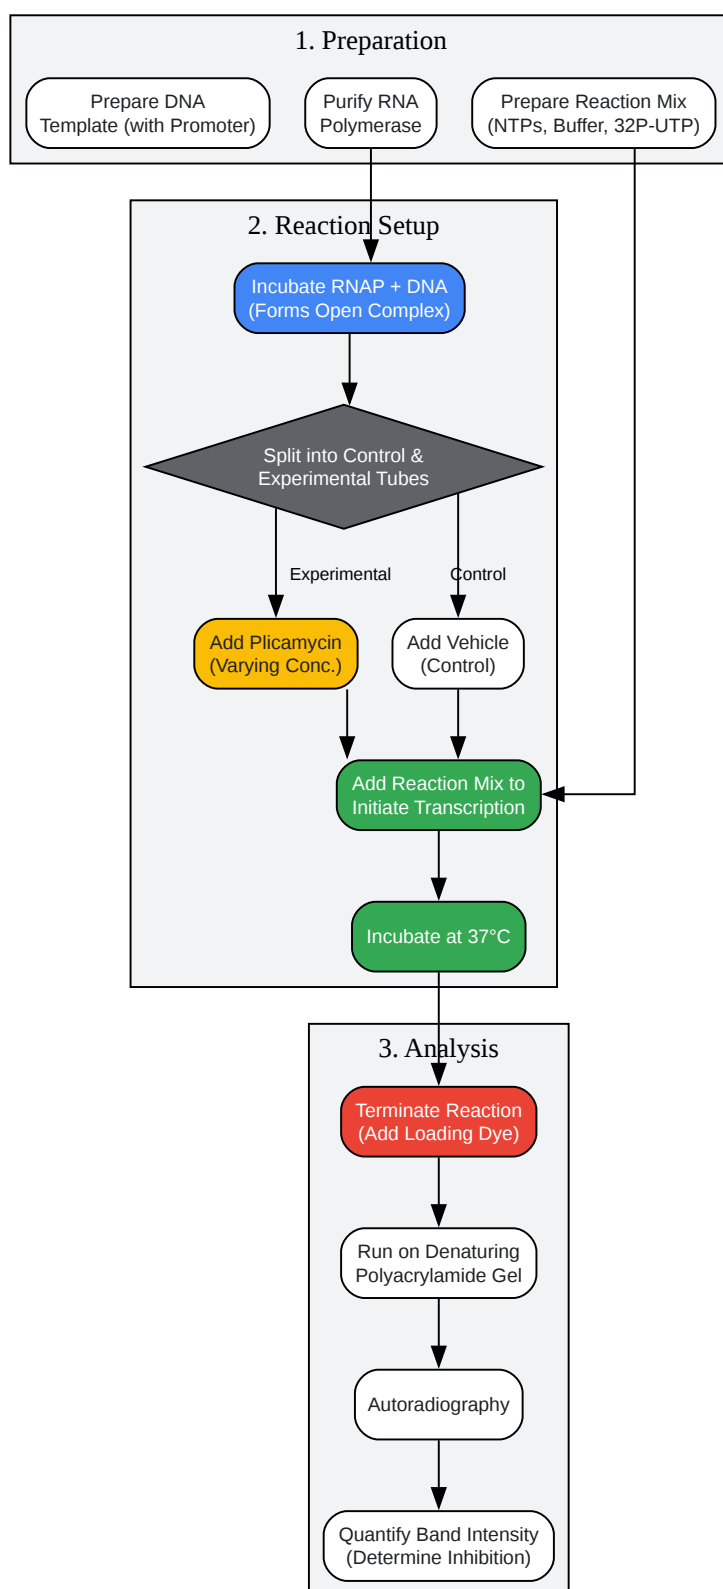 1. Preparation
Prepare DNA
Template (with Promoter)
Purify RNA
Polymerase
Prepare Reaction Mix
(NTPs, Buffer, 32P-UTP)
2. Reaction Setup
Incubate RNAP + DNA
(Forms Open Complex)
Split into Control &
Experimental Tubes
Experimental
Control
Add Plicamycin
(Varying Conc.)
Add Vehicle
(Control)
Add Reaction Mix to
Initiate Transcription
Incubate at 37°C
3. Analysis
Terminate Reaction
(Add Loading Dye)
Run on Denaturing
Polyacrylamide Gel
Autoradiography
Quantify Band Intensity
(Determine Inhibition)